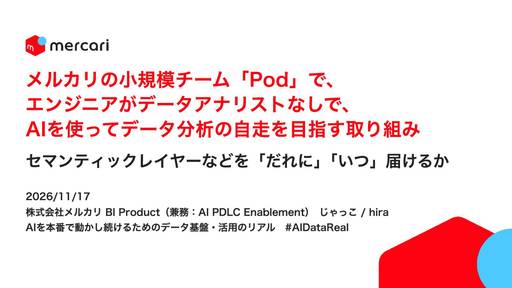 mercari
メルカリの小規模チーム「Pod」で、
エンジニアがデータアナリストなしで、
AIを使ってデータ分析の自走を目指す取り組み
セマンティックレイヤーなどを「だれに」「いつ」届けるか
2026/11/17
株式会社メルカリ BI Product（兼務：AI PDLC Enablement） じゃっこ / hira
AIを本番で動かし続けるためのデータ基盤・活用のリアル #AIDataReal